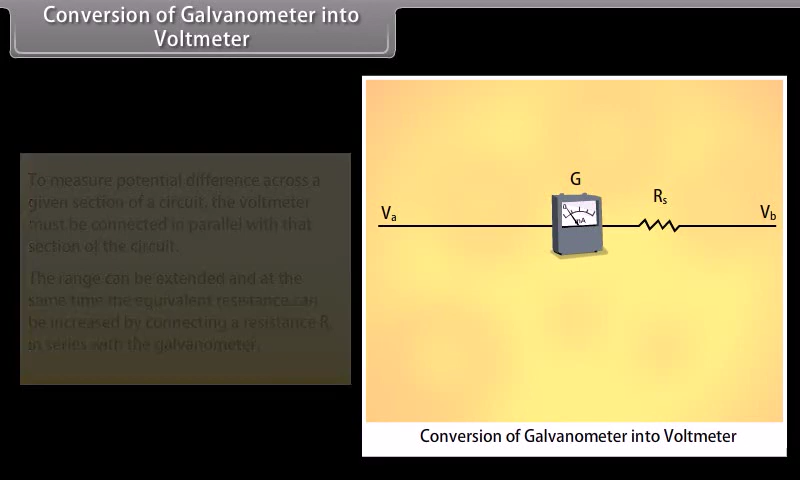 Conversion of Galvanometer into
Voltmeter
To measure potential difference across a
given section of a circuit, the voltmeter
must be connected in parallel with that
section of the circuit.
The range can be extended and at the
same time the equivalent resistance can
be increased by connecting a resistance Rs
in series with the galvanometer.
G
Rs
Va
Vb
0
mA
Conversion of Galvanometer into Voltmeter